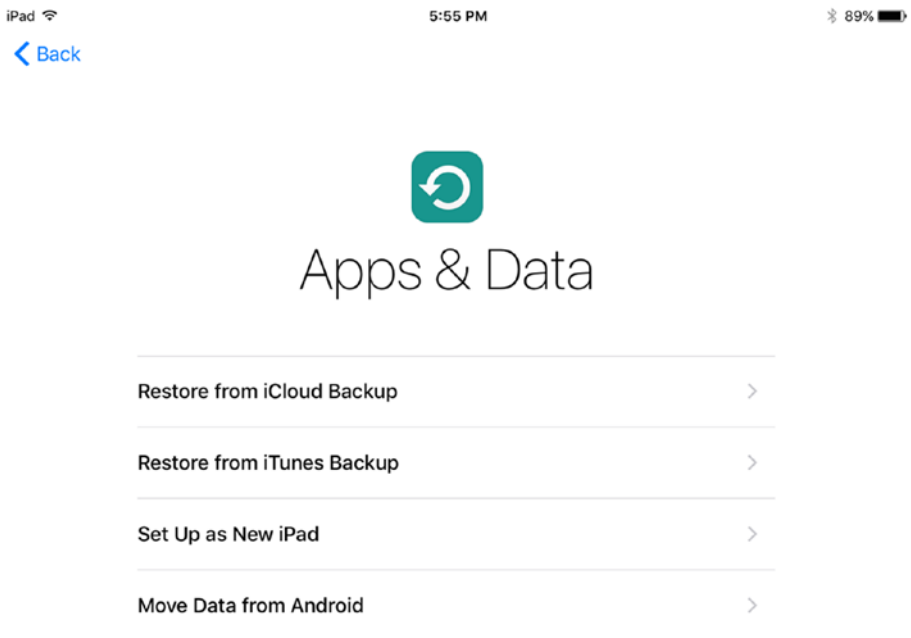 iPad 5:55 PM 89%
Back
Apps & Data
Restore from iCloud Backup
Restore from iTunes Backup
Set Up as New iPad
Move Data from Android